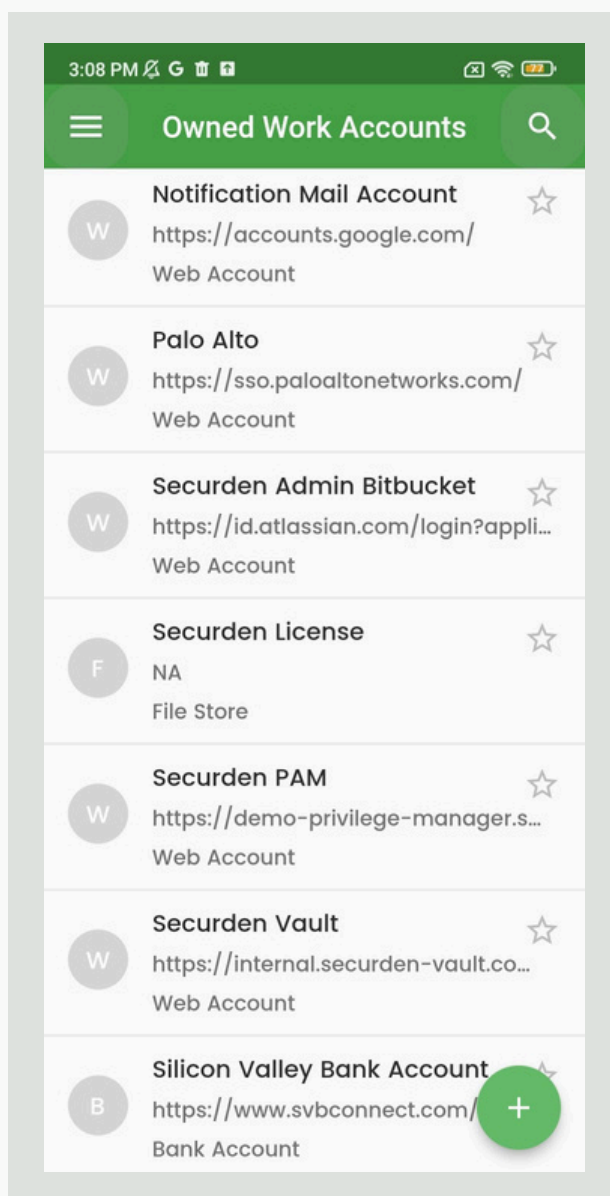 3:08 PM G 77
Owned Work Accounts
Notification Mail Account
W
https://accounts.google.com/
Web Account
Palo Alto
W
https://sso.paloaltonetworks.com/
Web Account
Securden Admin Bitbucket
W
https://id.atlassian.com/login?appli...
Web Account
Securden License
F
NA
File Store
Securden PAM
W
https://demo-privilege-manager.s...
Web Account
Securden Vault
W
https://internal.securden-vault.co...
Web Account
Silicon Valley Bank Account
B
https://www.svbconnect.com/
+
Bank Account